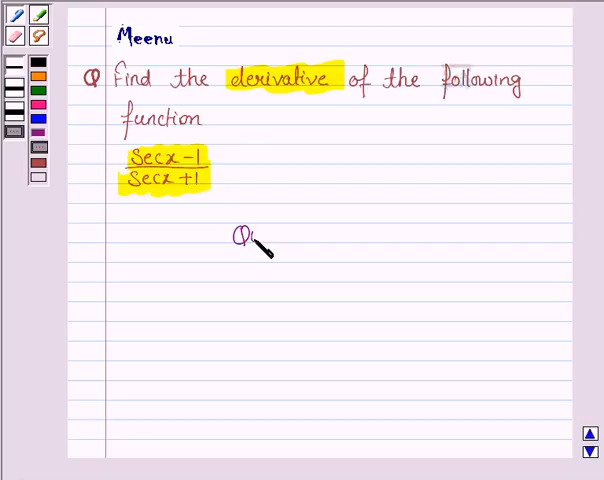 Meenu
Q Find the derivative of the following
function
Secx - 1
Secx + 1